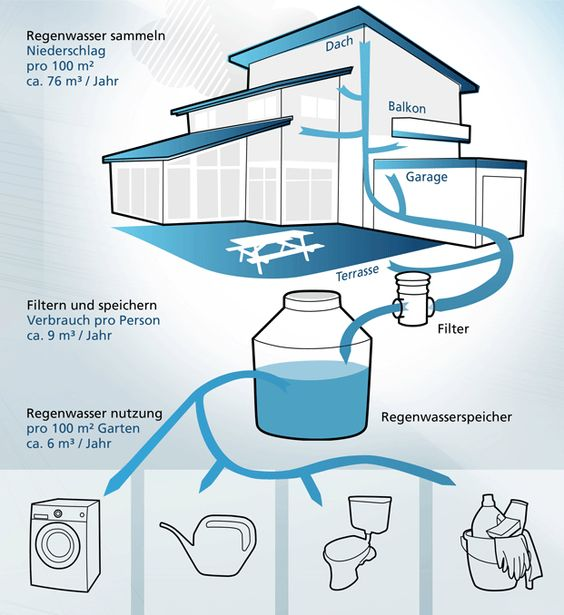 Regenwasser sammeln
Niederschlag
pro 100 m²
ca. 76 m³ / Jahr
Dach
Balkon
Garage
Terrasse
Filtern und speichern
Verbrauch pro Person
ca. 9 m³ / Jahr
Filter
Regenwasser nutzung
pro 100 m² Garten
ca. 6 m³ / Jahr
Regenwasserspeicher